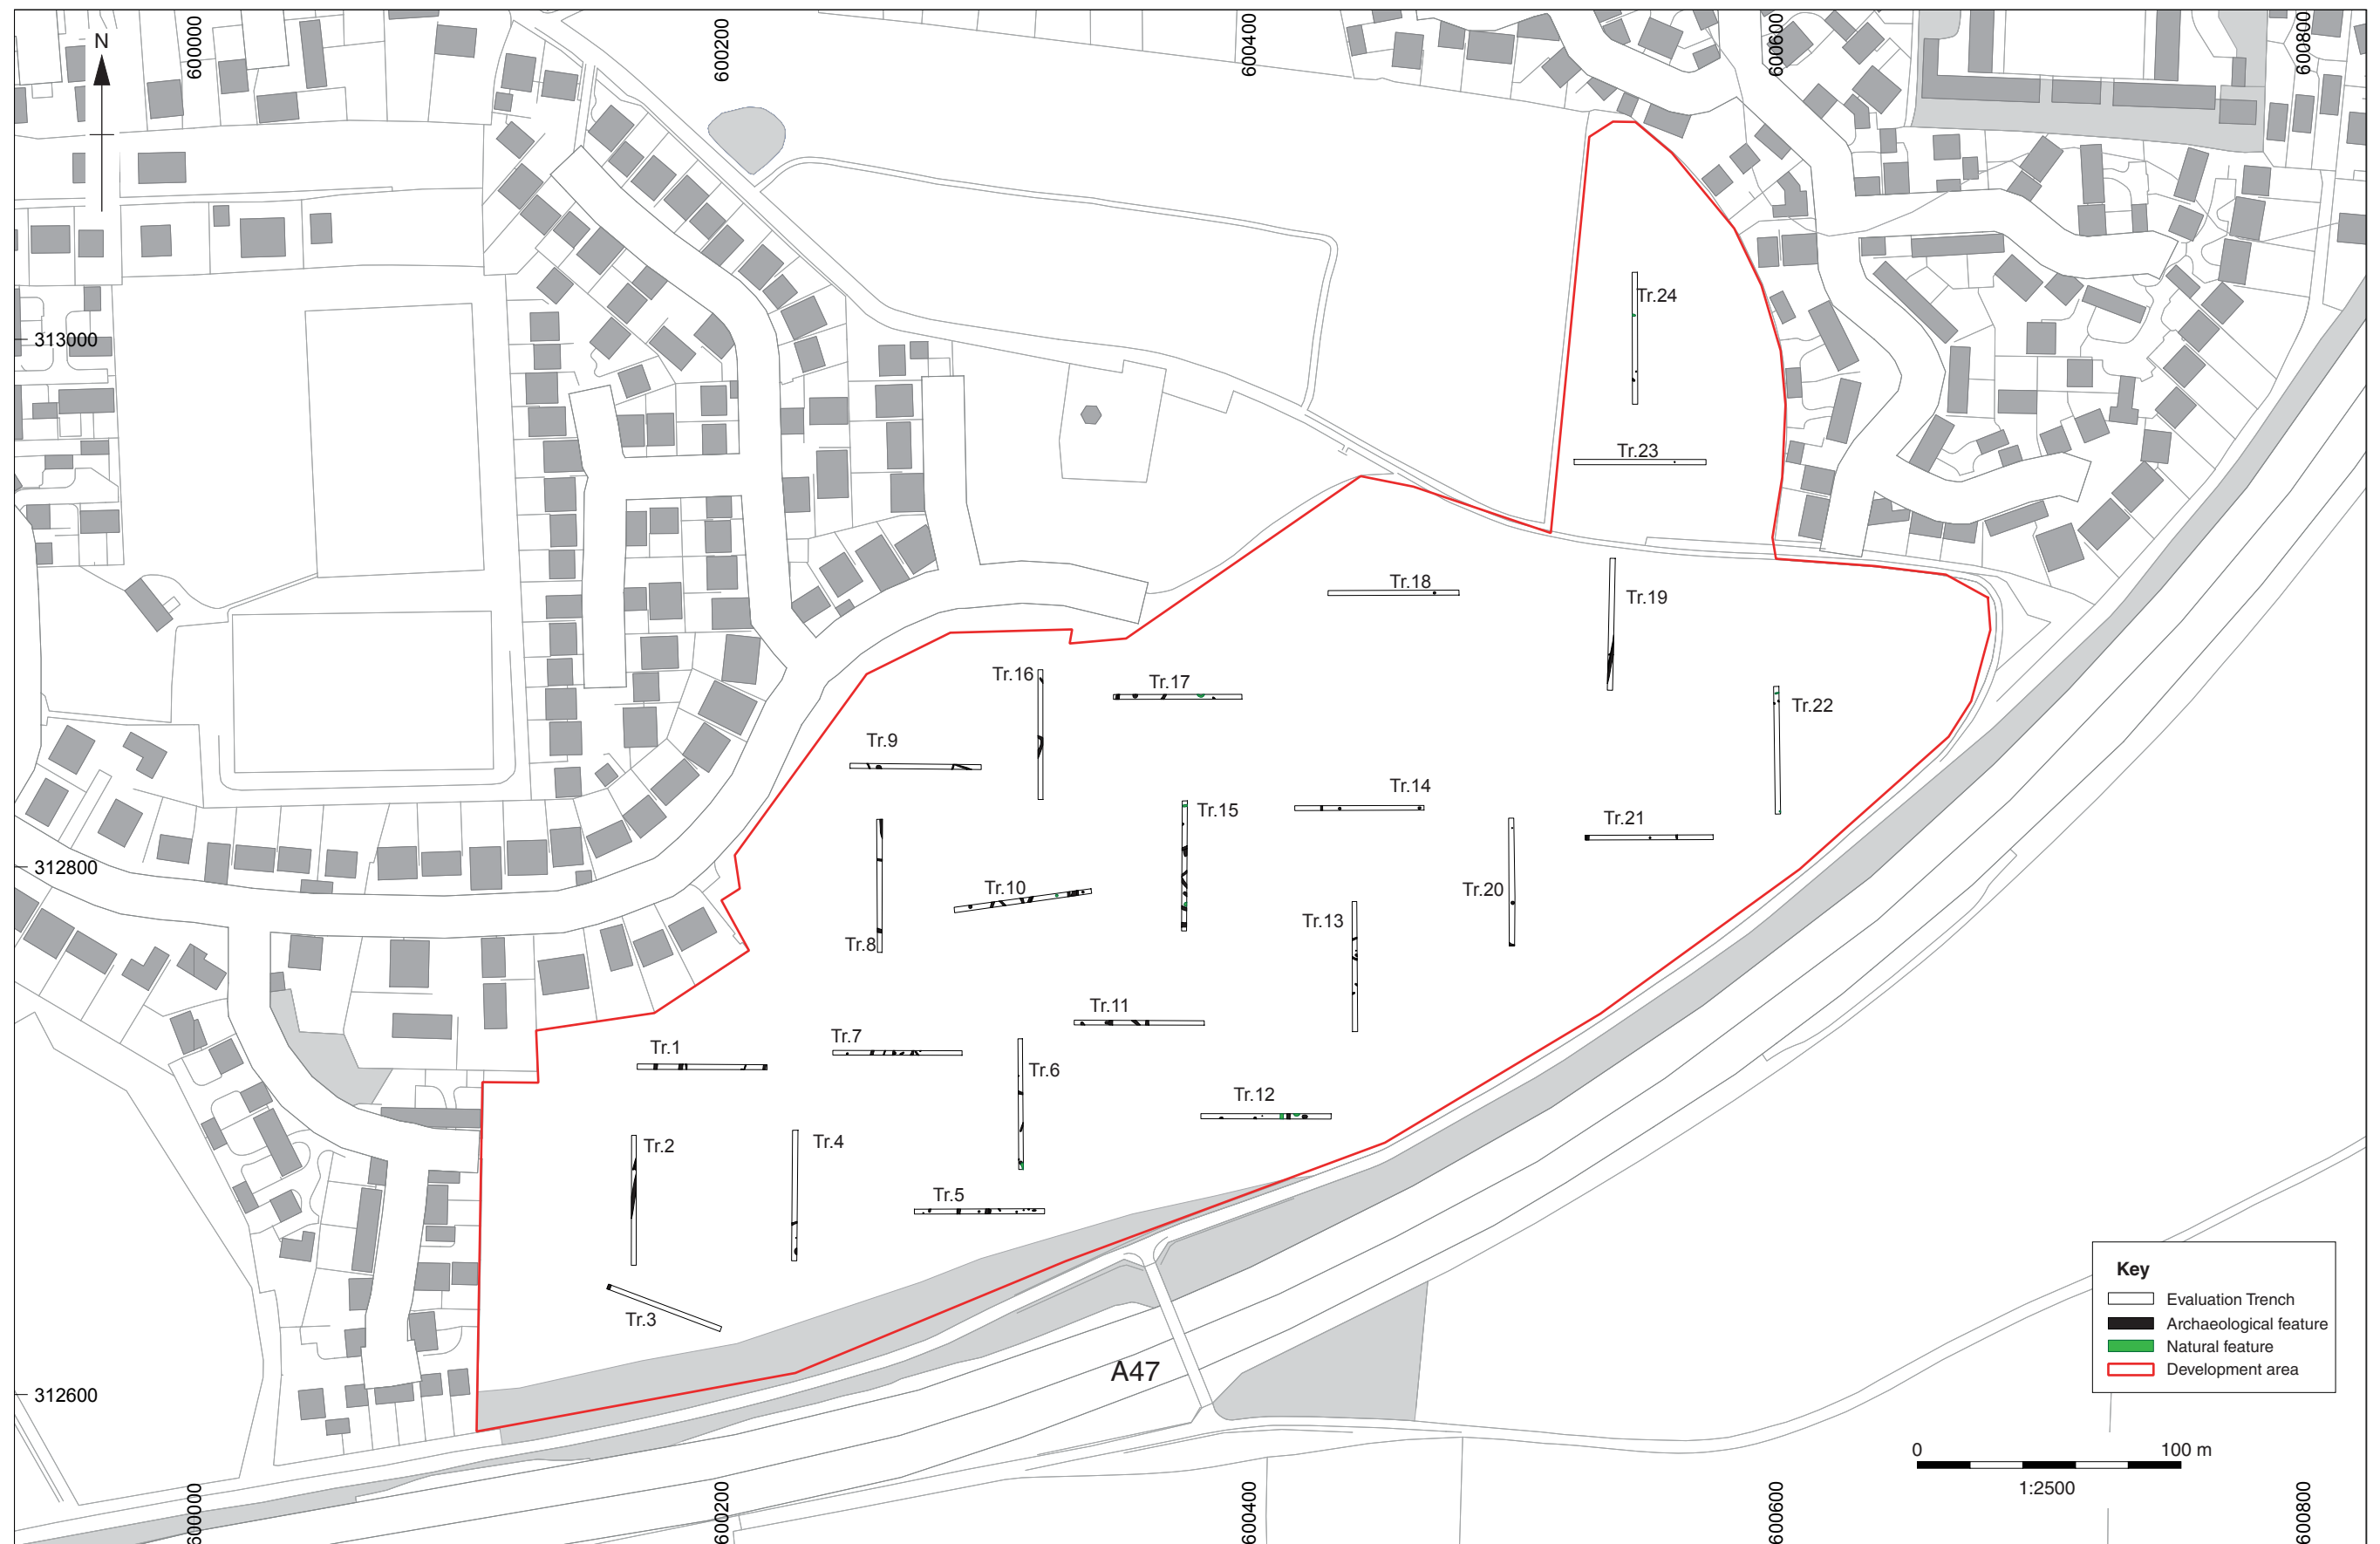 N
600000
600200
600400
600600
600800
313000
Tr.24
Tr.23
Tr.18
Tr.19
Tr.16
Tr.17
Tr.22
Tr.9
Tr.14
Tr.15
Tr.21
312800
Tr.10
Tr.20
Tr.13
Tr.8
Tr.11
Tr.7
Tr.1
Tr.6
Tr.12
Tr.2
Tr.4
Tr.5
Tr.3
A47
312600
Key
Evaluation Trench
Archaeological feature
Natural feature
Development area
0 100 m
1:2500
600000
600200
600400
600600
600800